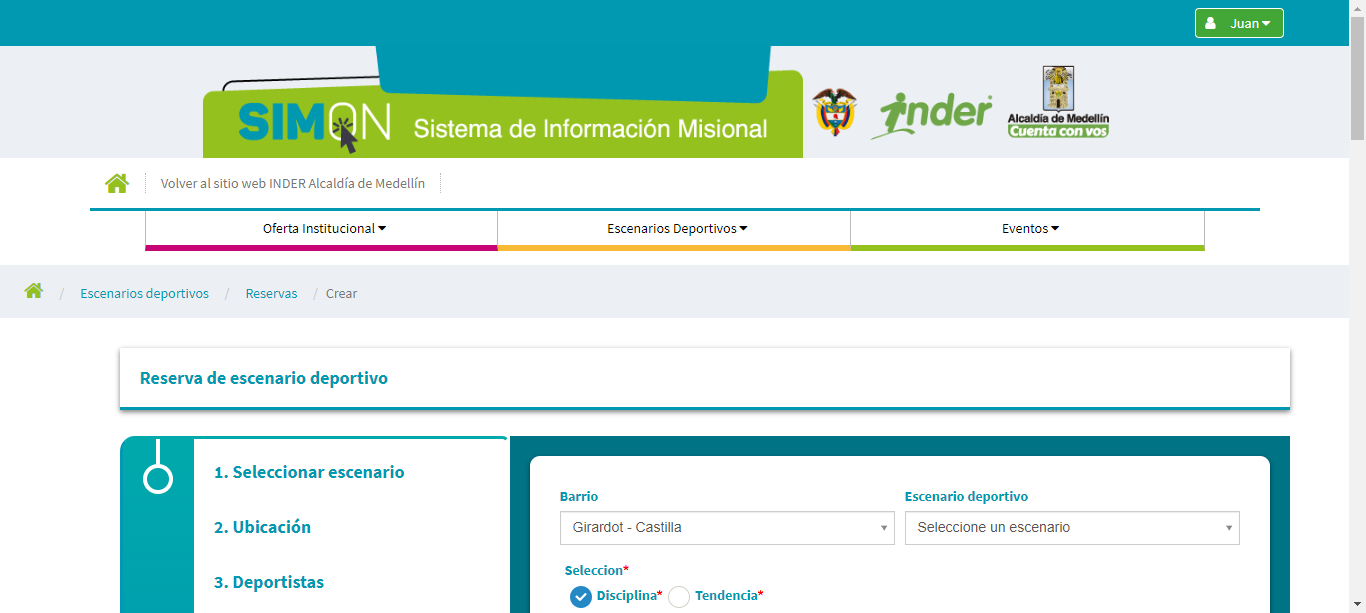 Juan
SIMON Sistema de Información Misional
inder
Alcaldía de Medellín
Cuenta con vos
Volver al sitio web INDER Alcaldía de Medellín
Oferta Institucional Escenarios Deportivos Eventos
/ Escenarios deportivos / Reservas / Crear
Reserva de escenario deportivo
1. Seleccionar escenario
2. Ubicación
3. Deportistas
Barrio Escenario deportivo
Girardot - Castilla Seleccione un escenario
Seleccion*
Disciplina* Tendencia*